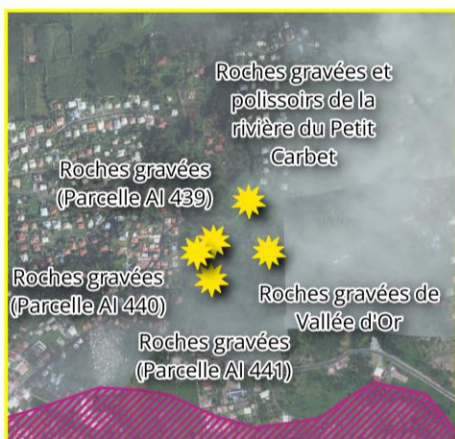 Roches gravées et
polissoirs de la
rivière du Petit
Carbet
Roches gravées
(Parcelle AI 439)
Roches gravées
(Parcelle AI 440)
Roches gravées de
Vallée d'Or
Roches gravées
(Parcelle AI 441)